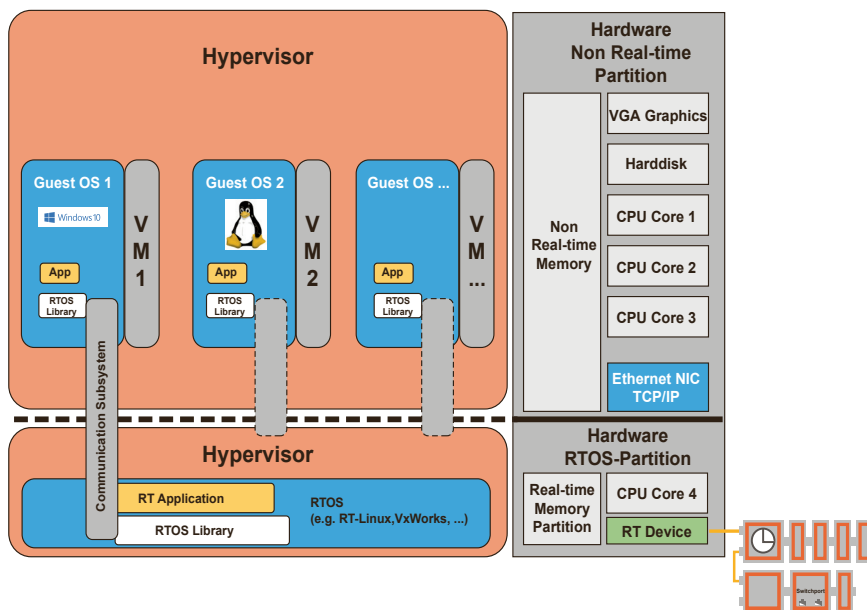 Hypervisor
Guest OS 1
Windows10
App
RTOS
Library
V
M
1
Guest OS 2
App
RTOS
Library
V
M
2
Guest OS ...
App
RTOS
Library
V
M
...
Communication Subsystem
Hypervisor
RT Application
RTOS Library
RTOS
(e.g. RT-Linux,VxWorks, ...)
Hardware
Non Real-time
Partition
Non
Real-time
Memory
VGA Graphics
Harddisk
CPU Core 1
CPU Core 2
CPU Core 3
Ethernet NIC
TCP/IP
Hardware
RTOS-Partition
Real-time
Memory
Partition
CPU Core 4
RT Device
Switchport